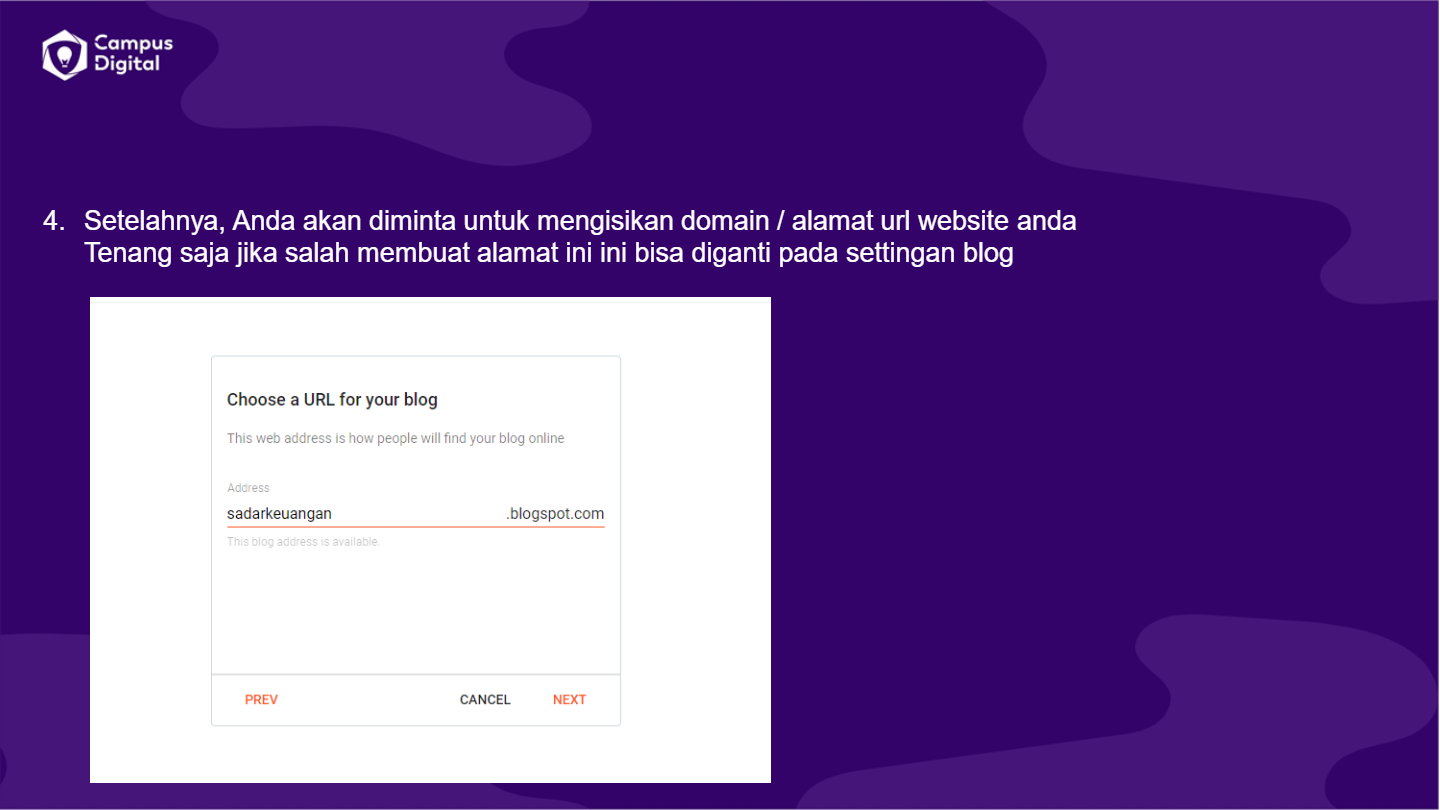 Campus
Digital
4. Setelahnya, Anda akan diminta untuk mengisikan domain / alamat url website anda
Tenang saja jika salah membuat alamat ini ini bisa diganti pada settingan blog
Choose a URL for your blog
This web address is how people will find your blog online
Address
sadarkeuangan .blogspot.com
This blog address is available.
PREV CANCEL NEXT